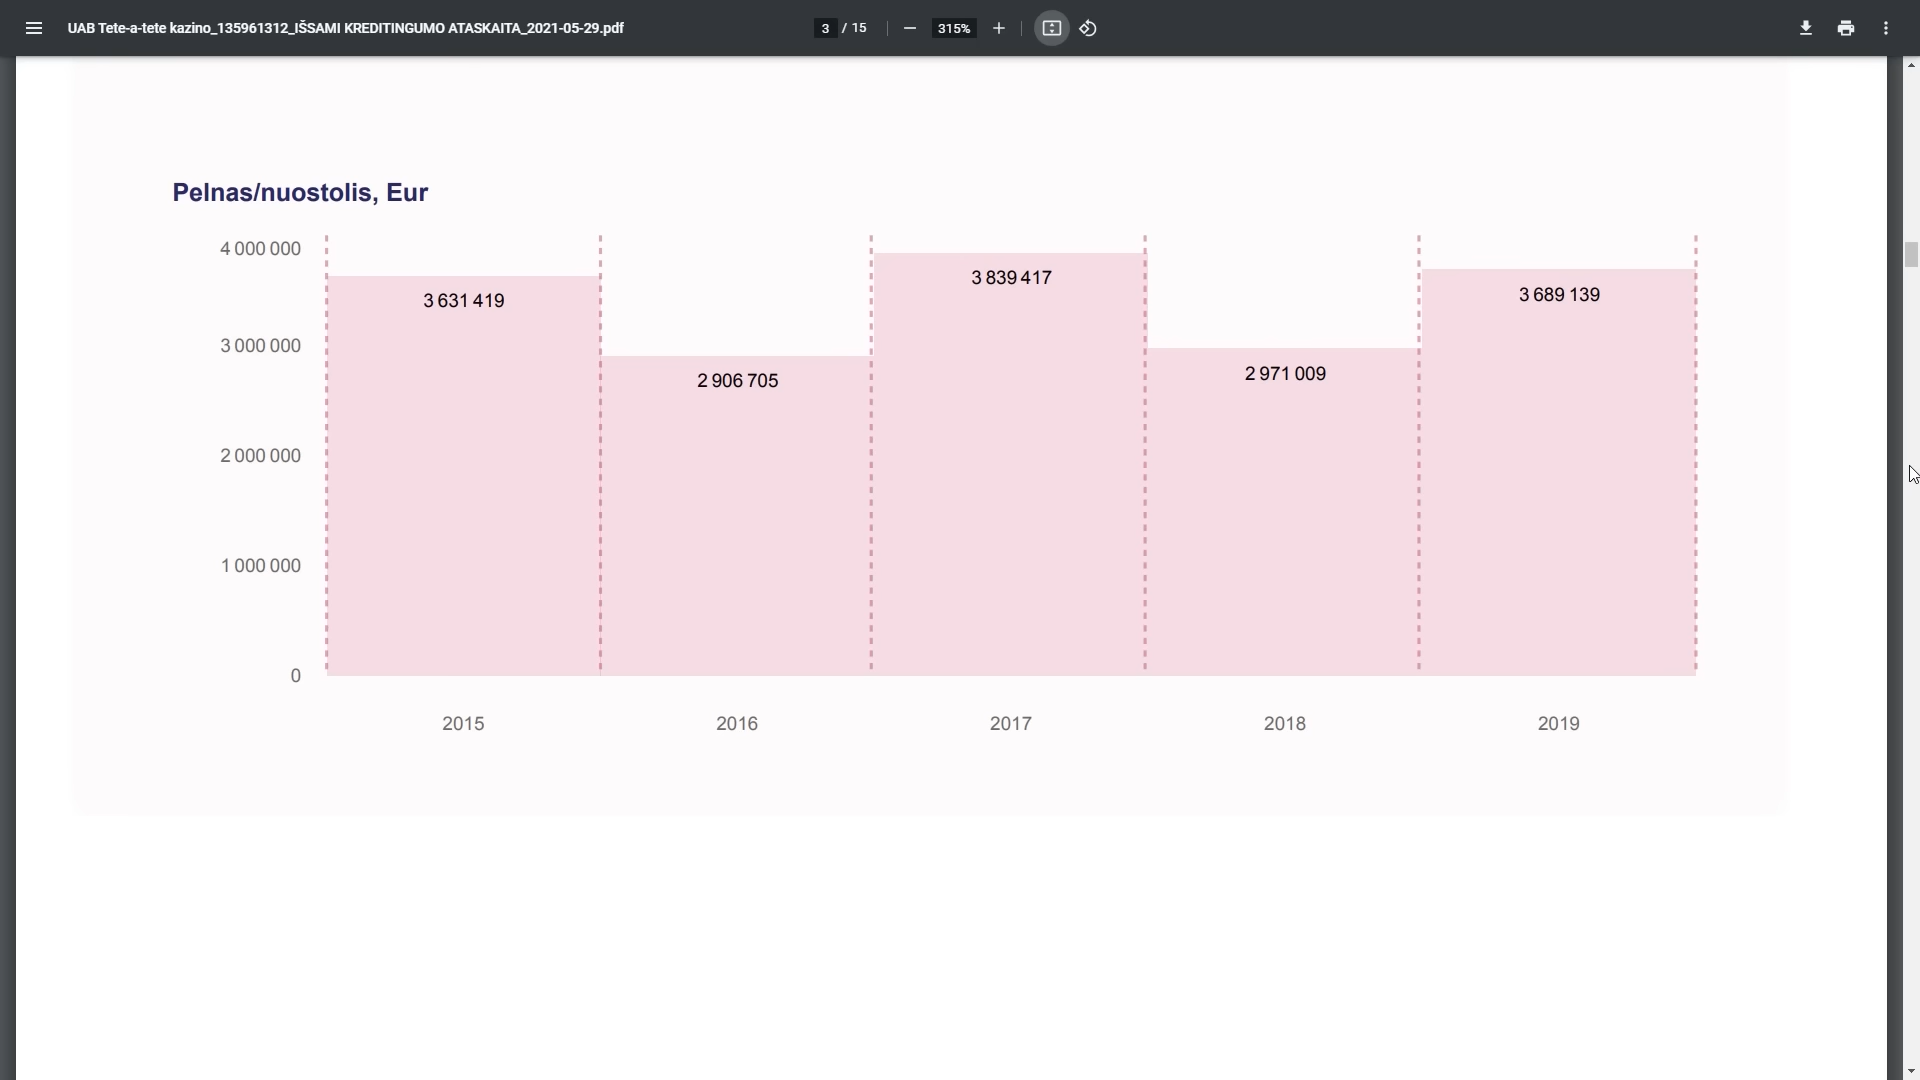 UAB Tete-a-tete kazino_135961312_IŠSAMI KREDITINGUMO ATASKAITA_2021-05-29.pdf
3 / 15
315%
Pelnas/nuostolis, Eur
4 000 000
3 000 000
2 000 000
1 000 000
0
3 631 419
2 906 705
3 839 417
2 971 009
3 689 139
2015 2016 2017 2018 2019